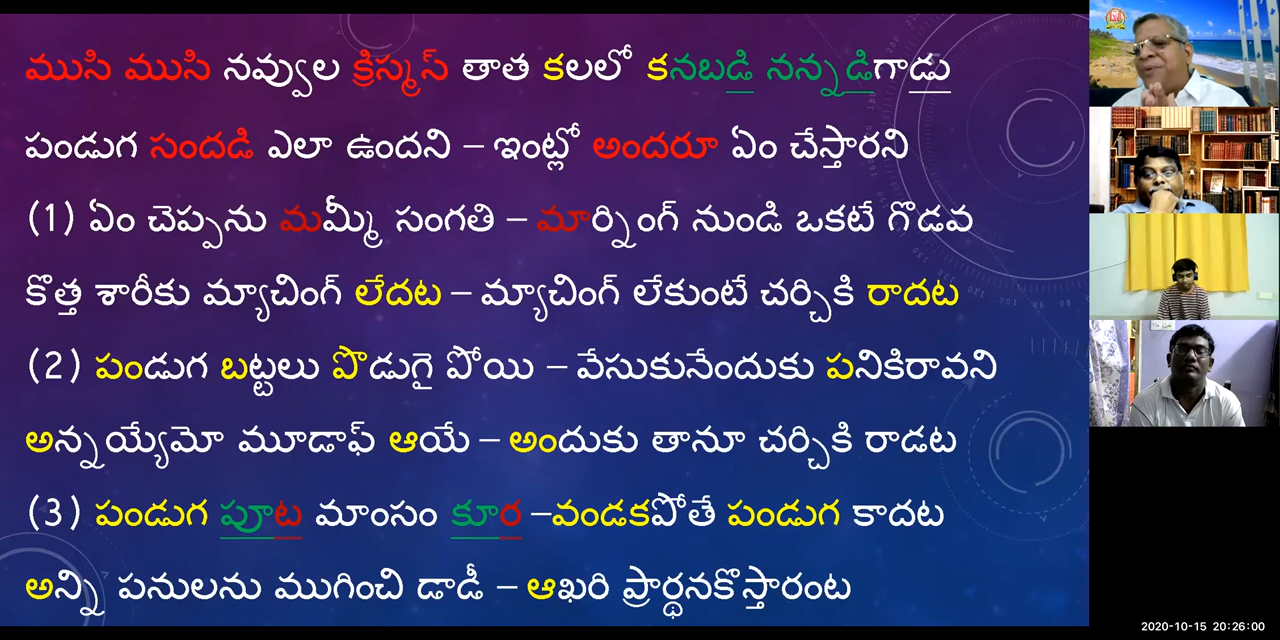 ముసి ముసి నవ్వుల క్రిస్మస్ తాత కలలో కనబడి నన్నడిగాడు
పండుగ సందడి ఎలా ఉందని – ఇంట్లో అందరూ ఏం చేస్తారని
(1) ఏం చెప్పను మమ్మీ సంగతి – మార్నింగ్ నుండి ఒకటే గొడవ
కొత్త శారీకు మ్యాచింగ్ లేదట – మ్యాచింగ్ లేకుంటే చర్చికి రాదట
(2) పండుగ బట్టలు పొడుగై పోయి – వేసుకునేందుకు పనికిరావని
అన్నయ్యేమో మూడాఫ్ ఆయే – అందుకు తానూ చర్చికి రాడట
(3) పండుగ పూట మాంసం కూర –వండకపోతే పండుగ కాదట
అన్ని పనులను ముగించి డాడీ – ఆఖరి ప్రార్థనకొస్తారంట
2020-10-15 20:26:00